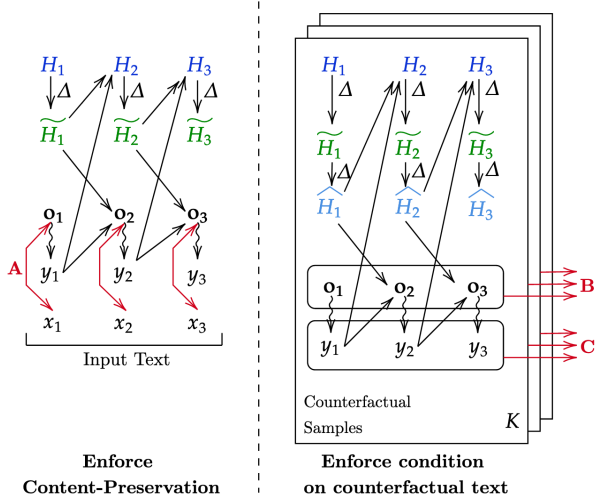 H₁ H₂ H₃
Δ Δ Δ
H̃₁ H̃₂ H̃₃
o₁ o₂ o₃
A
y₁ y₂ y₃
x₁ x₂ x₃
Input Text
Enforce
Content-Preservation
H₁ H₂ H₃
Δ Δ Δ
H̃₁ H̃₂ H̃₃
Δ Δ Δ
Ĥ₁ Ĥ₂ Ĥ₃
o₁ o₂ o₃
B
y₁ y₂ y₃
C
Counterfactual
Samples
K
Enforce condition
on counterfactual text